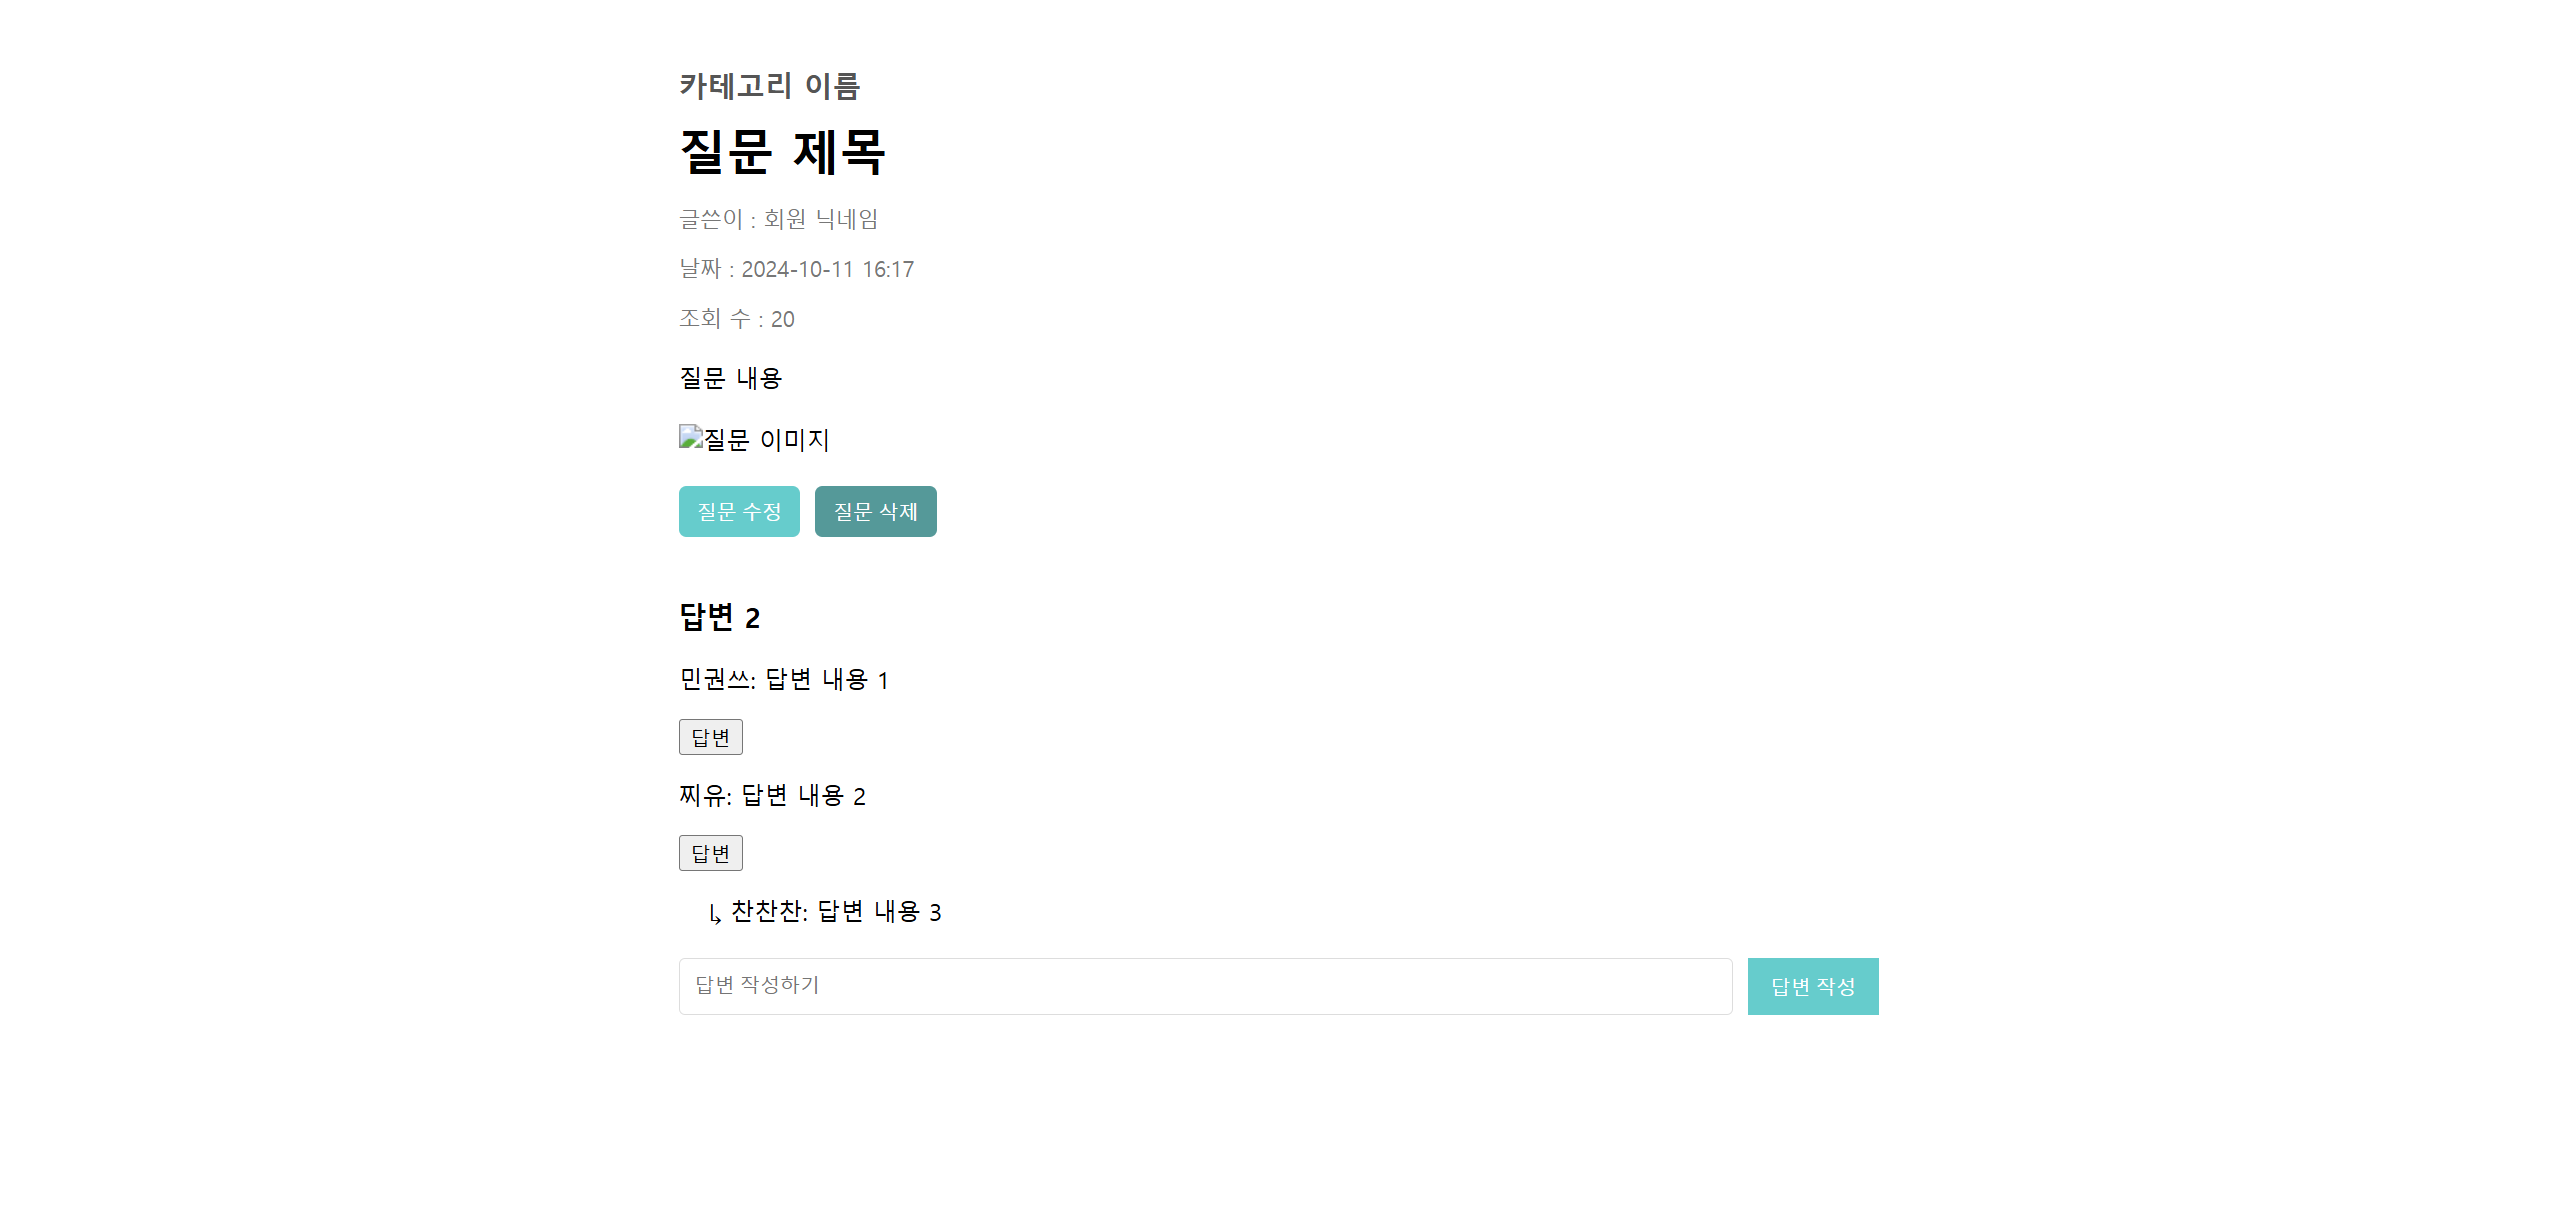 카테고리 이름
질문 제목
글쓴이 : 회원 닉네임
날짜 : 2024-10-11 16:17
조회 수 : 20
질문 내용
질문 이미지
질문 수정 질문 삭제
답변 2
민권쓰: 답변 내용 1
답변
찌유: 답변 내용 2
답변
↳ 찬찬찬: 답변 내용 3
답변 작성하기 답변 작성